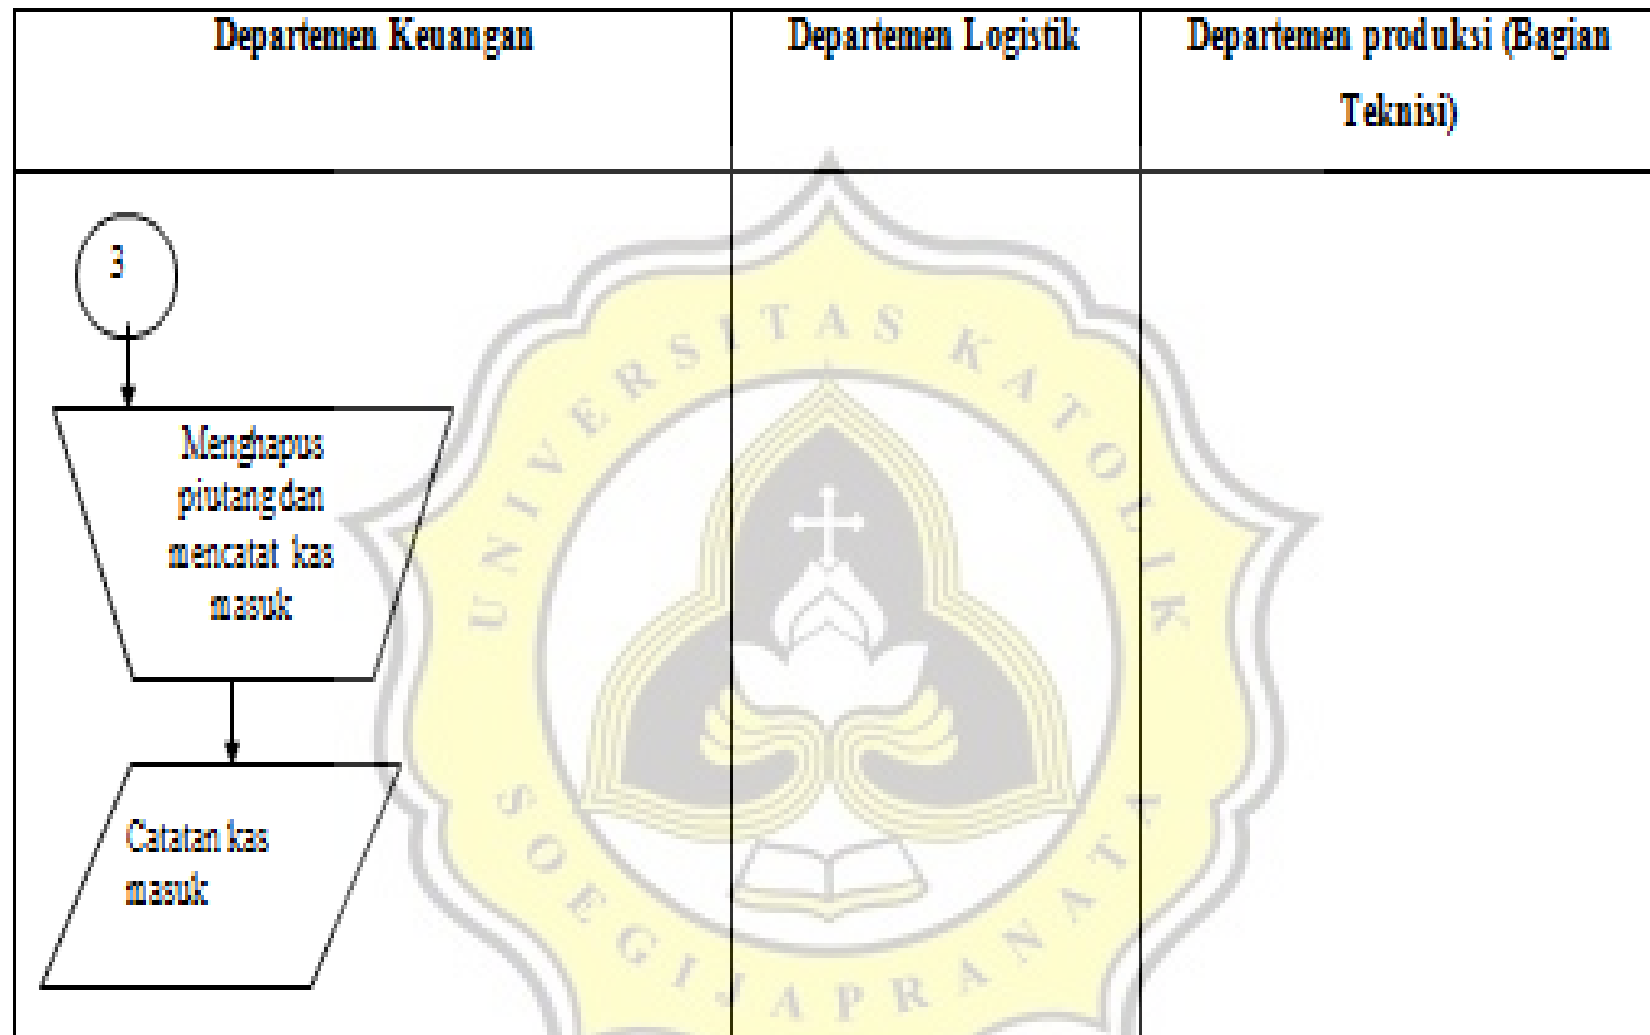 Departemen Keuangan
Departemen Logistik
Departemen produksi (Bagian
Teknisi)
3
Menghapus
piutang dan
mencatat kas
masuk
Catatan kas
masuk
UNIVERSITAS KATOLIK
SOEGIJAPRANATA